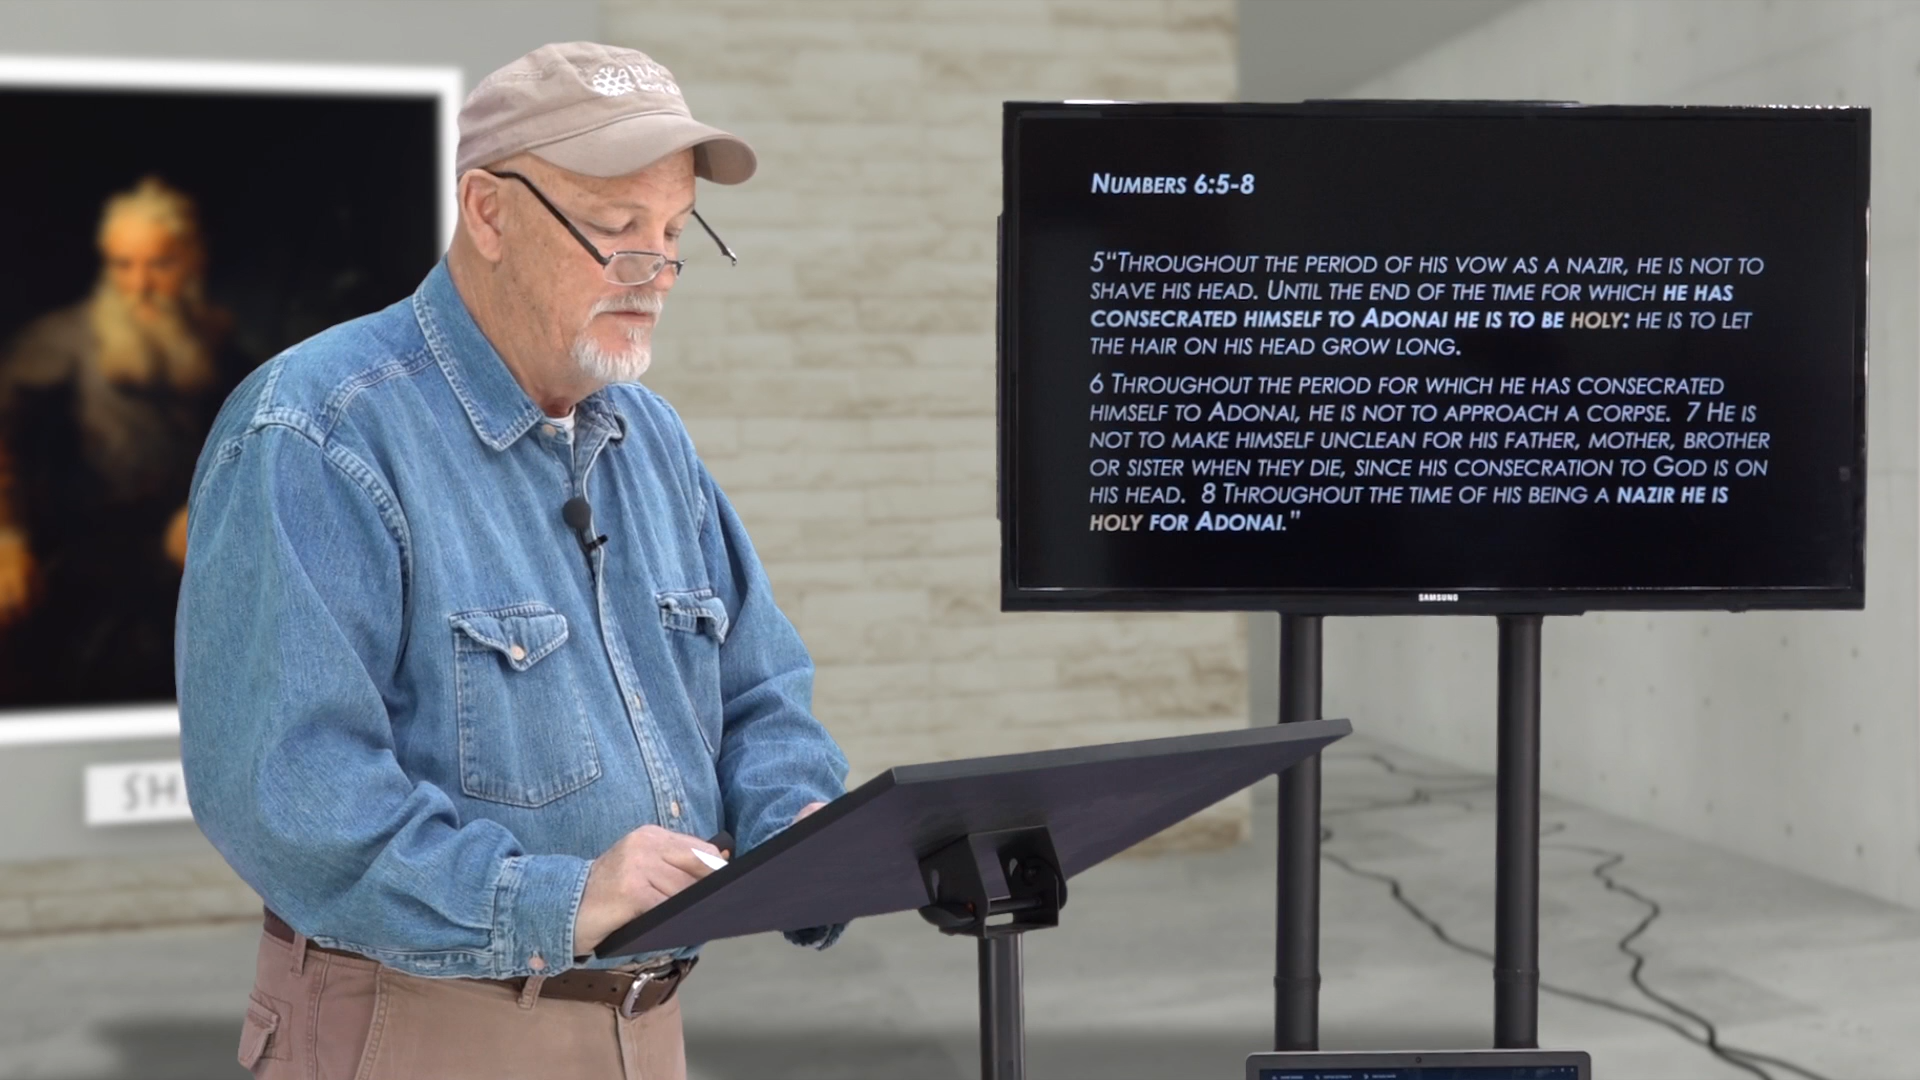 NUMBERS 6:5-8
5“THROUGHOUT THE PERIOD OF HIS VOW AS A NAZIR, HE IS NOT TO
SHAVE HIS HEAD. UNTIL THE END OF THE TIME FOR WHICH HE HAS
CONSECRATED HIMSELF TO ADONAI HE IS TO BE HOLY: HE IS TO LET
THE HAIR ON HIS HEAD GROW LONG.
6 THROUGHOUT THE PERIOD FOR WHICH HE HAS CONSECRATED
HIMSELF TO ADONAI, HE IS NOT TO APPROACH A CORPSE. 7 HE IS
NOT TO MAKE HIMSELF UNCLEAN FOR HIS FATHER, MOTHER, BROTHER
OR SISTER WHEN THEY DIE, SINCE HIS CONSECRATION TO GOD IS ON
HIS HEAD. 8 THROUGHOUT THE TIME OF HIS BEING A NAZIR HE IS
HOLY FOR ADONAI.”
SAMSUNG